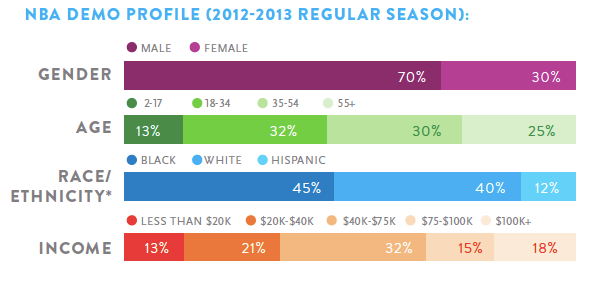 NBA DEMO PROFILE (2012-2013 REGULAR SEASON):
MALE FEMALE
GENDER 70% 30%
2-17 18-34 35-54 55+
AGE 13% 32% 30% 25%
BLACK WHITE HISPANIC
RACE/
ETHNICITY* 45% 40% 12%
LESS THAN $20K $20K-$40K $40K-$75K $75-$100K $100K+
INCOME 13% 21% 32% 15% 18%